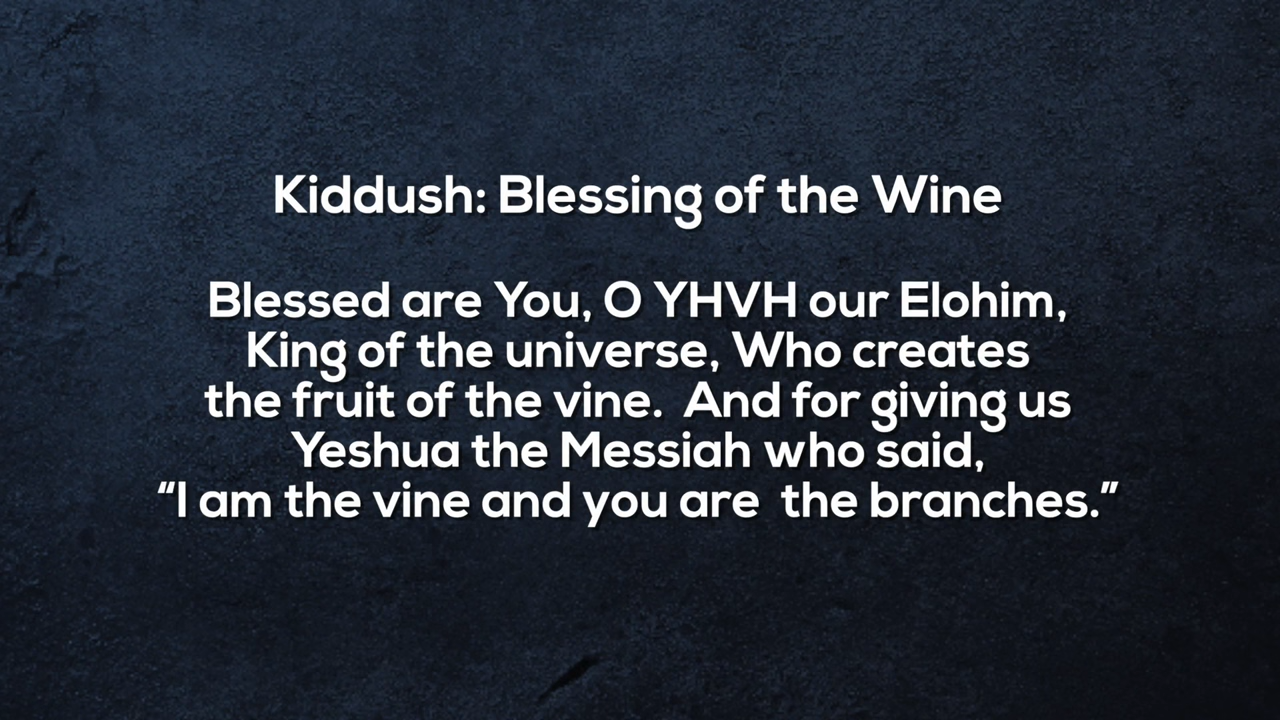 Kiddush: Blessing of the Wine
Blessed are You, O YHVH our Elohim,
King of the universe, Who creates
the fruit of the vine.  And for giving us
Yeshua the Messiah who said,
“I am the vine and you are  the branches.”